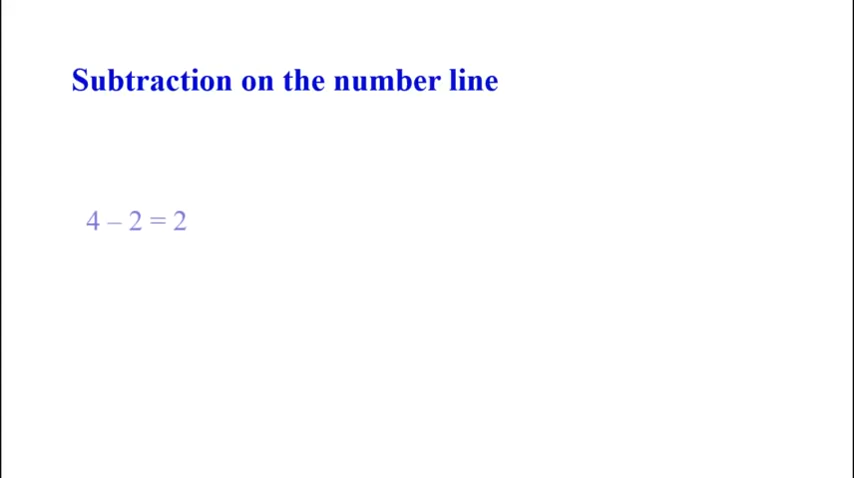 Subtraction on the number line
4 – 2 = 2